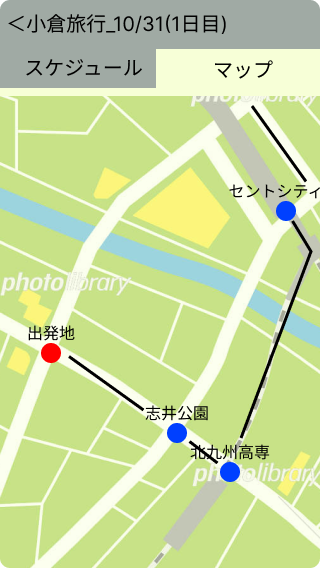 ＜小倉旅行_10/31(1日目)
スケジュール
マップ
photolibrary
セントシティ
photolibrary
出発地
志井公園
北九州高専
photolibrary